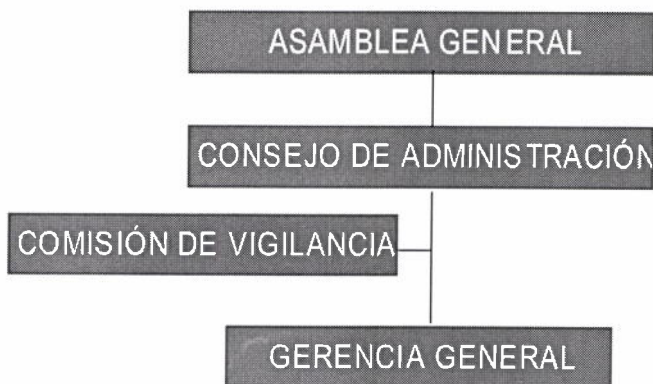 ASAMBLEA GENERAL
CONSEJO DE ADMINISTRACIÓN
COMISIÓN DE VIGILANCIA
GERENCIA GENERAL